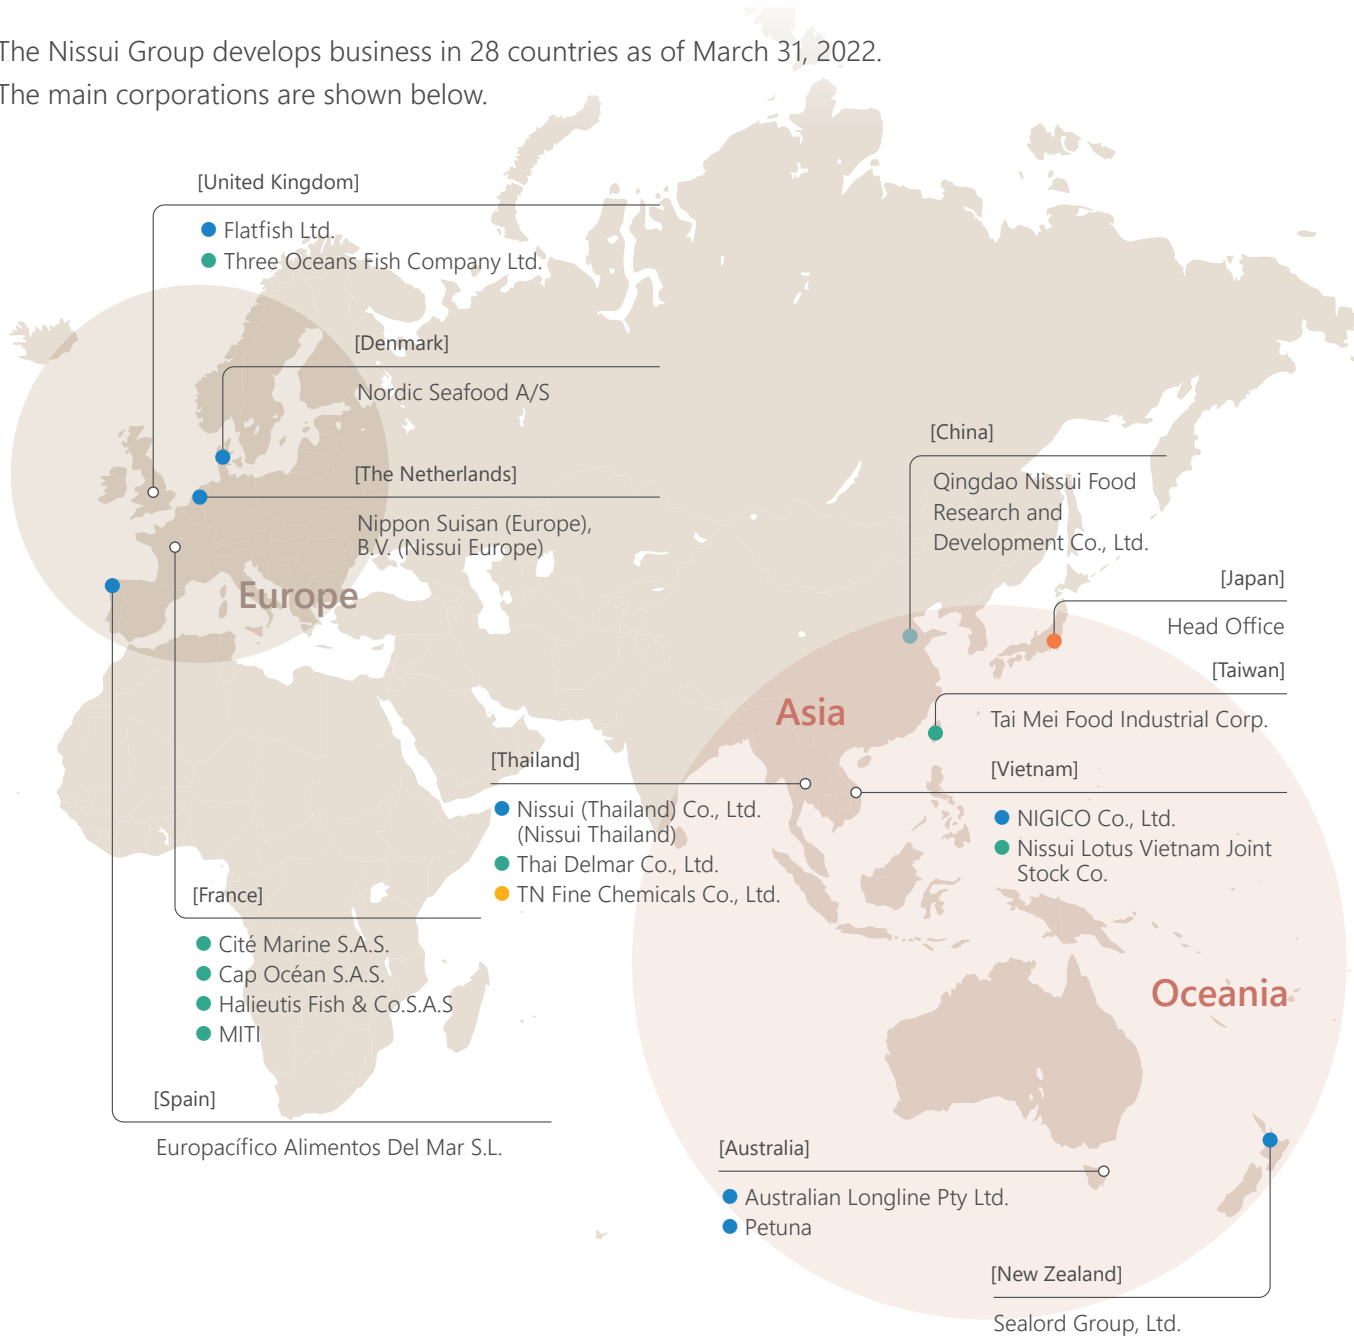 The Nissui Group develops business in 28 countries as of March 31, 2022.
The main corporations are shown below.
[United Kingdom]
Flatfish Ltd.
Three Oceans Fish Company Ltd.
[Denmark]
Nordic Seafood A/S
[The Netherlands]
Nippon Suisan (Europe),
B.V. (Nissui Europe)
Europe
[China]
Qingdao Nissui Food
Research and
Development Co., Ltd.
[Japan]
Head Office
[Taiwan]
Tai Mei Food Industrial Corp.
Asia
[Thailand]
Nissui (Thailand) Co., Ltd.
(Nissui Thailand)
Thai Delmar Co., Ltd.
TN Fine Chemicals Co., Ltd.
[Vietnam]
NIGICO Co., Ltd.
Nissui Lotus Vietnam Joint
Stock Co.
[France]
Cité Marine S.A.S.
Cap Océan S.A.S.
Halieutis Fish & Co.S.A.S
MITI
Oceania
[Spain]
Europacífico Alimentos Del Mar S.L.
[Australia]
Australian Longline Pty Ltd.
Petuna
[New Zealand]
Sealord Group, Ltd.